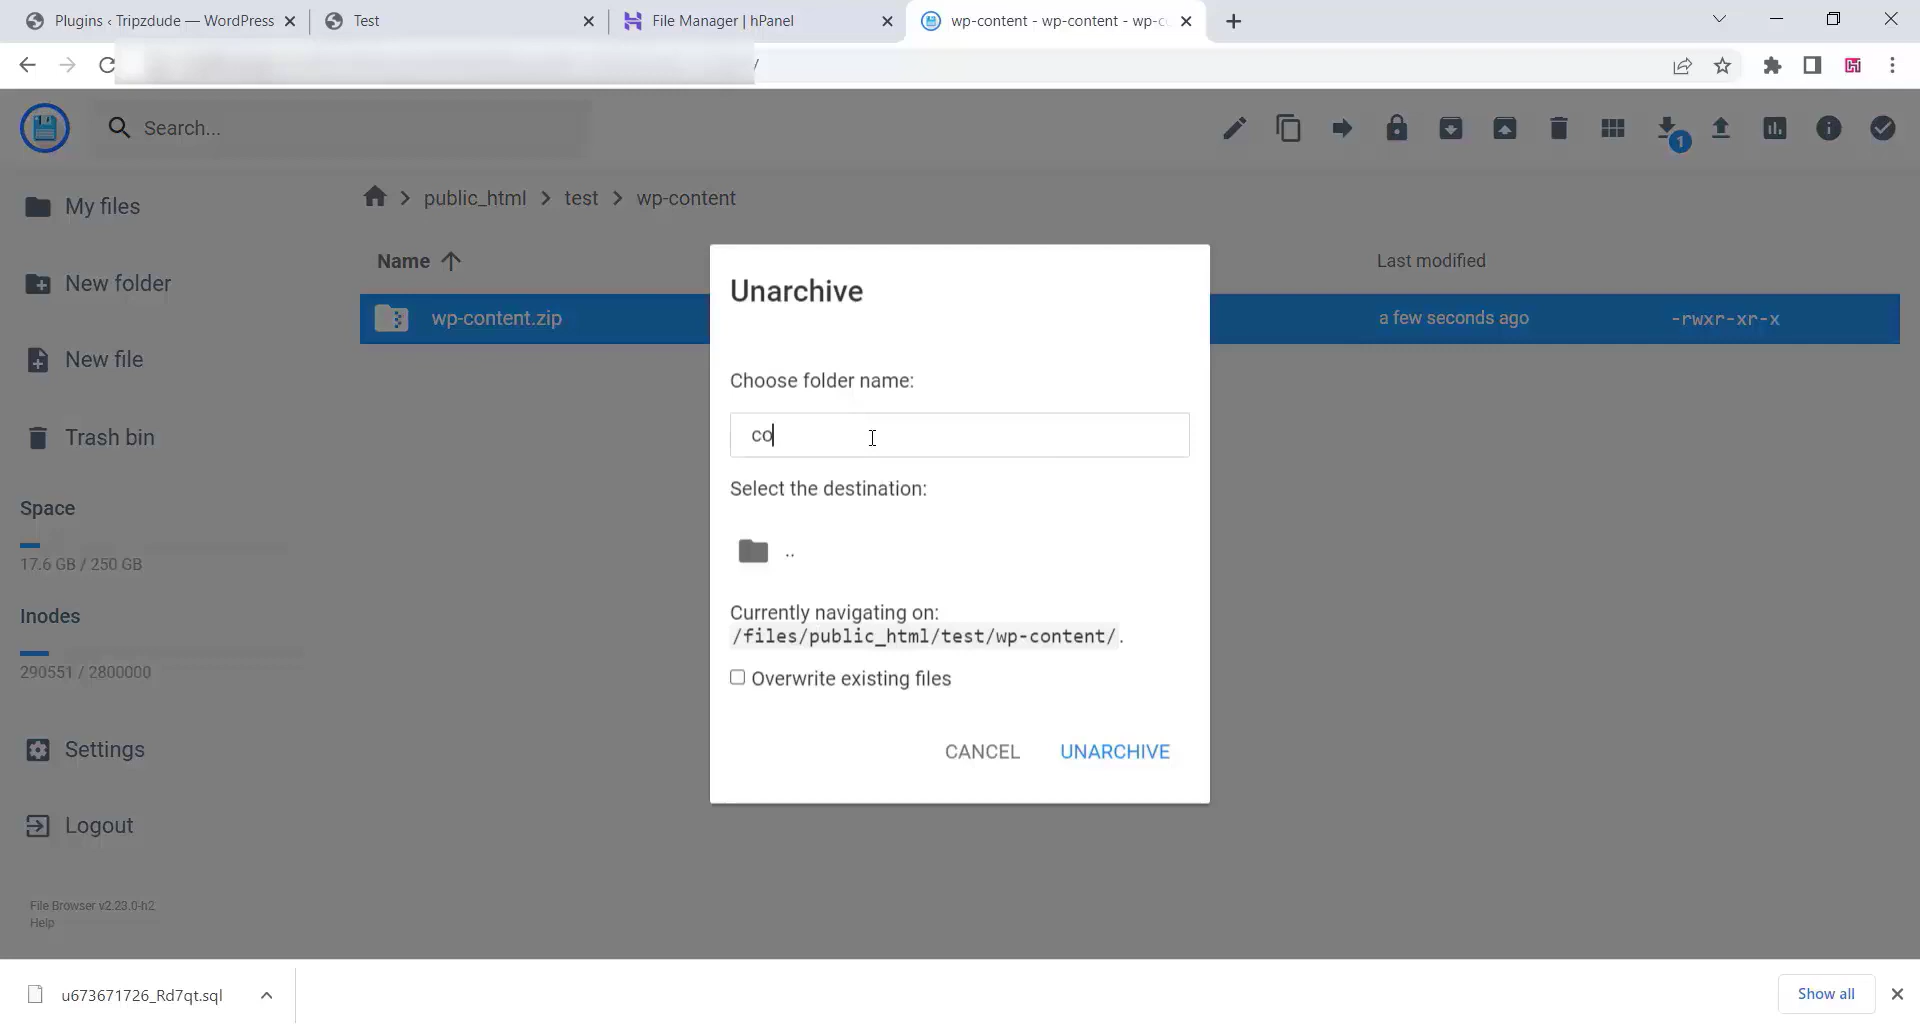 Plugins ‹ Tripzdude — WordPress
Test
File Manager | hPanel
wp-content - wp-content - wp-c
/
Search...
1
My files
New folder
New file
Trash bin
Space
17.6 GB / 250 GB
Inodes
290551 / 2800000
Settings
Logout
File Browser v2.23.0-h2
Help
public_html > test > wp-content
Name
Last modified
wp-content.zip
a few seconds ago
-rwxr-xr-x
Unarchive
Choose folder name:
co
Select the destination:
..
Currently navigating on:
/files/public_html/test/wp-content/.
Overwrite existing files
CANCEL
UNARCHIVE
u673671726_Rd7qt.sql
Show all